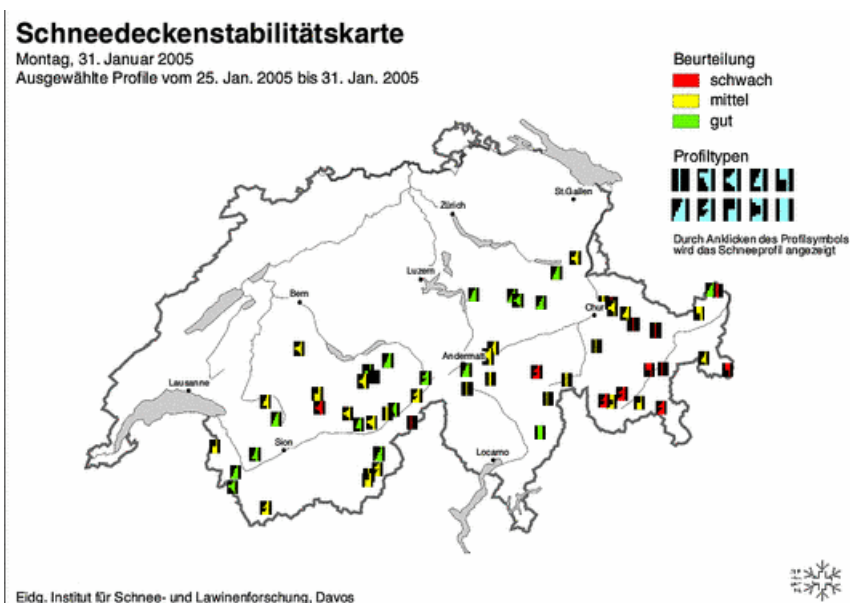 Schneedeckenstabilitätskarte
Montag, 31. Januar 2005
Ausgewählte Profile vom 25. Jan. 2005 bis 31. Jan. 2005
Beurteilung
schwach
mittel
gut
Profiltypen
Durch Anklicken des Profilsymbols
wird das Schneeprofil angezeigt
St.Gallen
Zürich
Luzern
Bern
Chur
Andermatt
Lausanne
Sion
Locarno
Eidg. Institut für Schnee- und Lawinenforschung, Davos